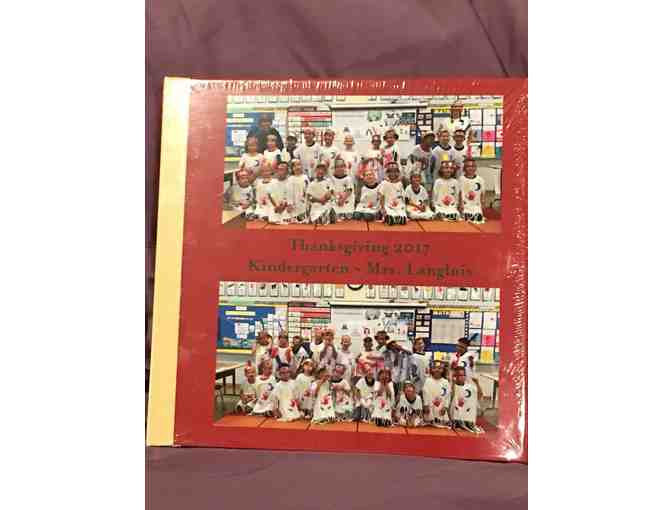 Thanksgiving 2017
Kindergarten ~ Mrs. Langlois